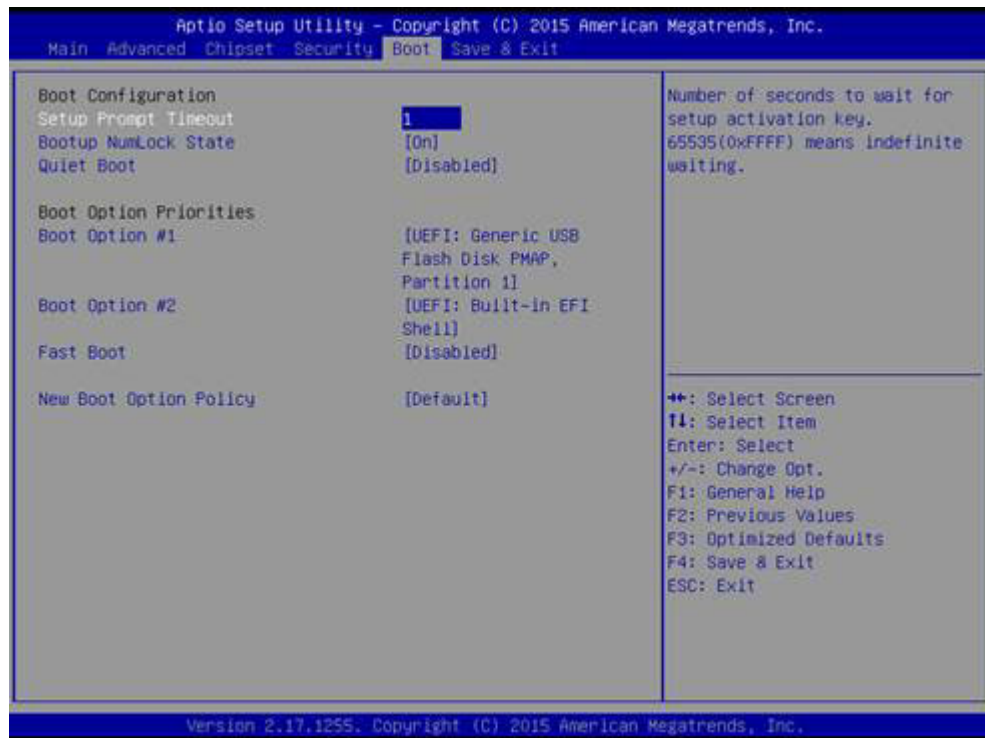 Aptio Setup Utility – Copyright (C) 2015 American Megatrends, Inc.
Main Advanced Chipset Security Boot Save & Exit
Boot Configuration
Setup Prompt Timeout 1
Bootup NumLock State [On]
Quiet Boot [Disabled]
Boot Option Priorities
Boot Option #1 [UEFI: Generic USB
Flash Disk PMAP,
Partition 1]
Boot Option #2 [UEFI: Built-in EFI
Shell]
Fast Boot [Disabled]
New Boot Option Policy [Default]
Number of seconds to wait for
setup activation key.
65535(0xFFFF) means indefinite
waiting.
→←: Select Screen
↑↓: Select Item
Enter: Select
+/-: Change Opt.
F1: General Help
F2: Previous Values
F3: Optimized Defaults
F4: Save & Exit
ESC: Exit
Version 2.17.1255. Copyright (C) 2015 American Megatrends, Inc.